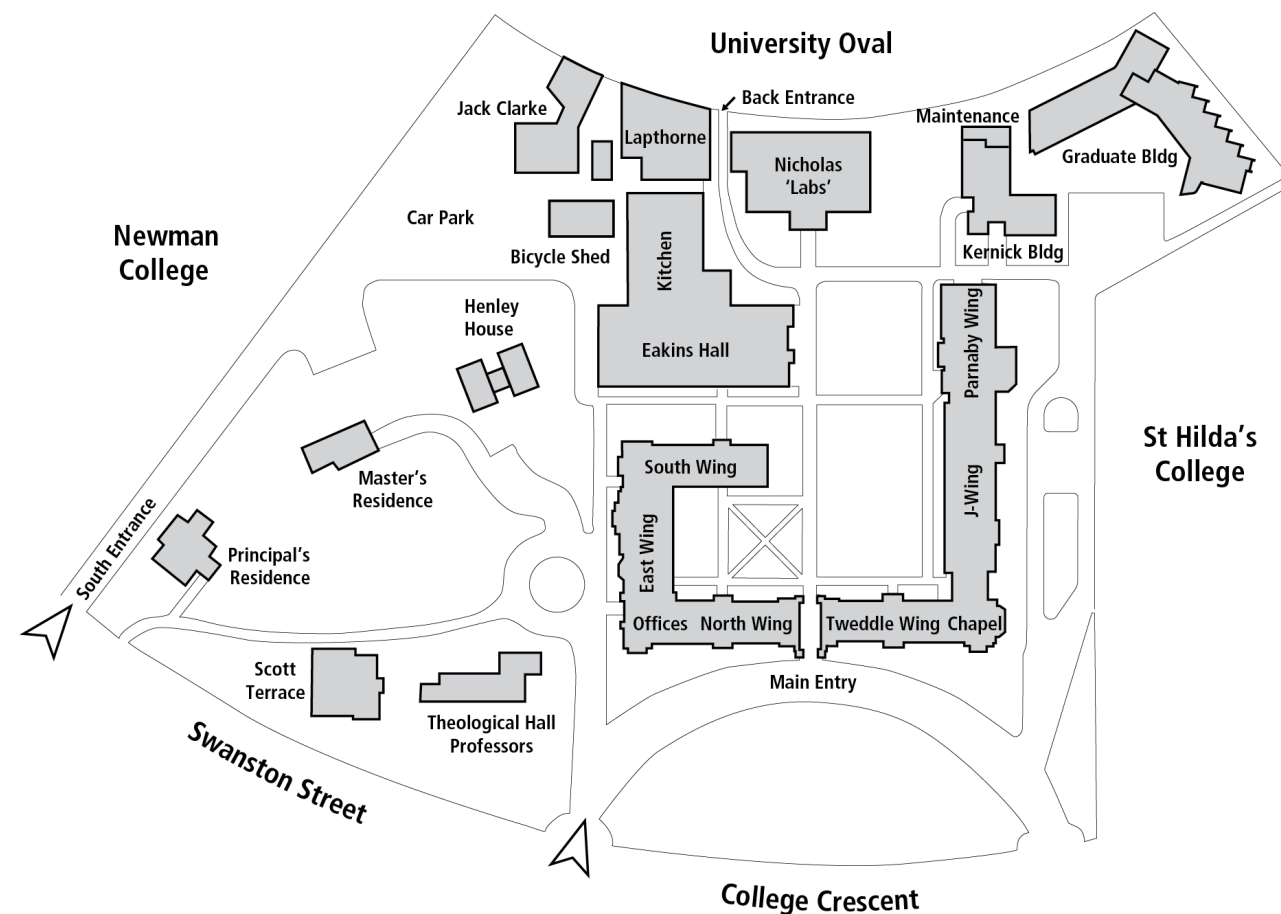 University Oval
Back Entrance
Jack Clarke
Lapthorne
Maintenance
Nicholas
'Labs'
Graduate Bldg
Car Park
Newman
College
Bicycle Shed
Kitchen
Kernick Bldg
Henley
House
Eakins Hall
Parnaby Wing
Master's
Residence
South Wing
J-Wing
St Hilda's
College
South Entrance
Principal's
Residence
East Wing
Offices
North Wing
Tweddle Wing
Chapel
Scott
Terrace
Main Entry
Theological Hall
Professors
Swanston Street
College Crescent